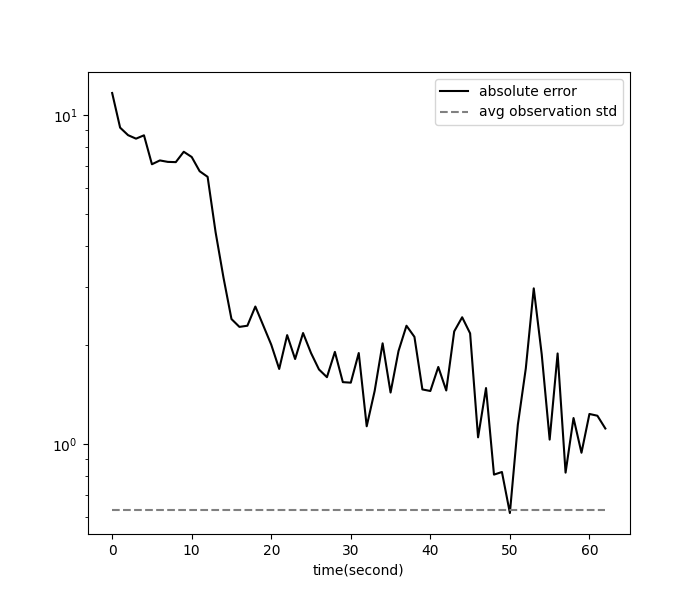 absolute error
avg observation std
10¹
10⁰
0 10 20 30 40 50 60
time(second)